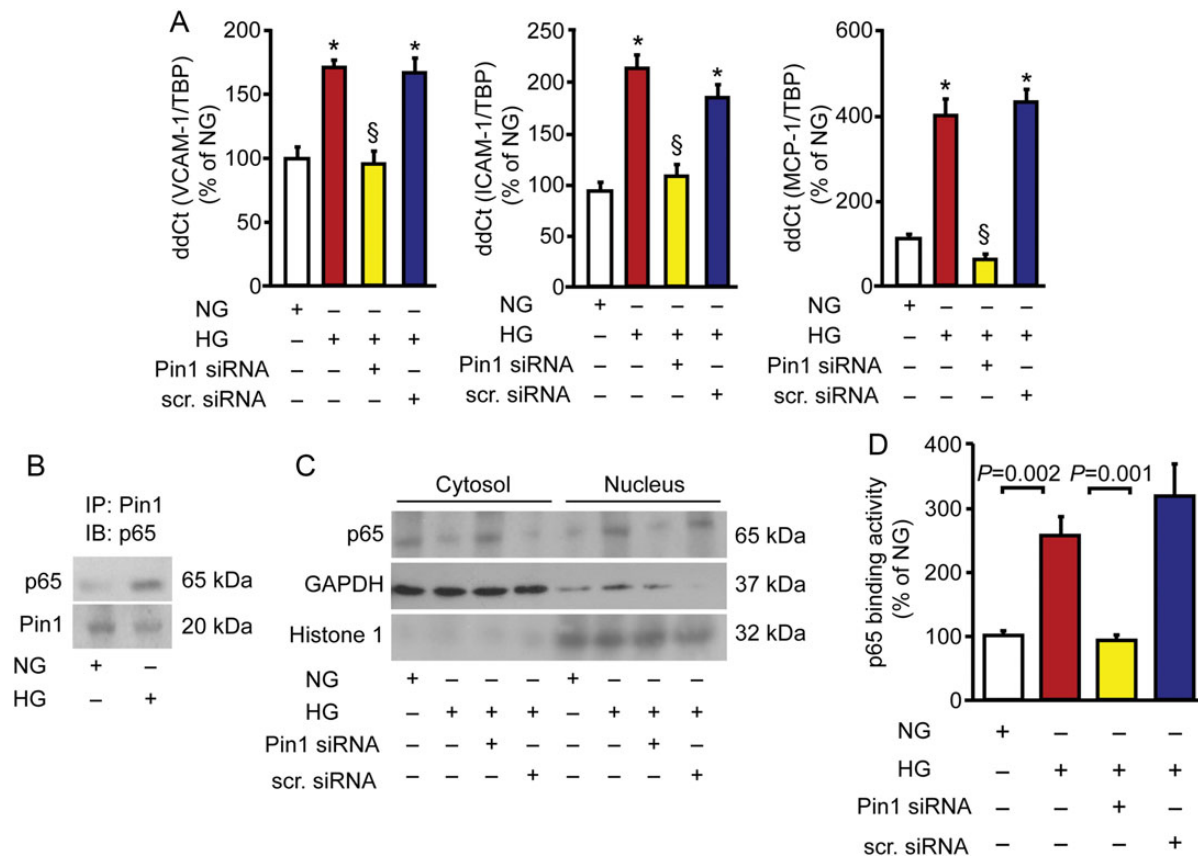 A
ddCt (VCAM-1/TBP)
(% of NG)
200
150
100
50
0
*
§
*
NG + – – –
HG – + + +
Pin1 siRNA – – + –
scr. siRNA – – – +
ddCt (ICAM-1/TBP)
(% of NG)
250
200
150
100
50
0
*
§
*
NG + – – –
HG – + + +
Pin1 siRNA – – + –
scr. siRNA – – – +
ddCt (MCP-1/TBP)
(% of NG)
600
400
200
0
*
§
*
NG + – – –
HG – + + +
Pin1 siRNA – – + –
scr. siRNA – – – +
B
IP: Pin1
IB: p65
p65 65 kDa
Pin1 20 kDa
NG + –
HG – +
C
Cytosol Nucleus
p65 65 kDa
GAPDH 37 kDa
Histone 1 32 kDa
NG + – – – + – – –
HG – + + + – + + +
Pin1 siRNA – – + – – – + –
scr. siRNA – – – + – – – +
D
p65 binding activity
(% of NG)
400
300
200
100
0
P=0.002
P=0.001
NG + – – –
HG – + + +
Pin1 siRNA – – + –
scr. siRNA – – – +